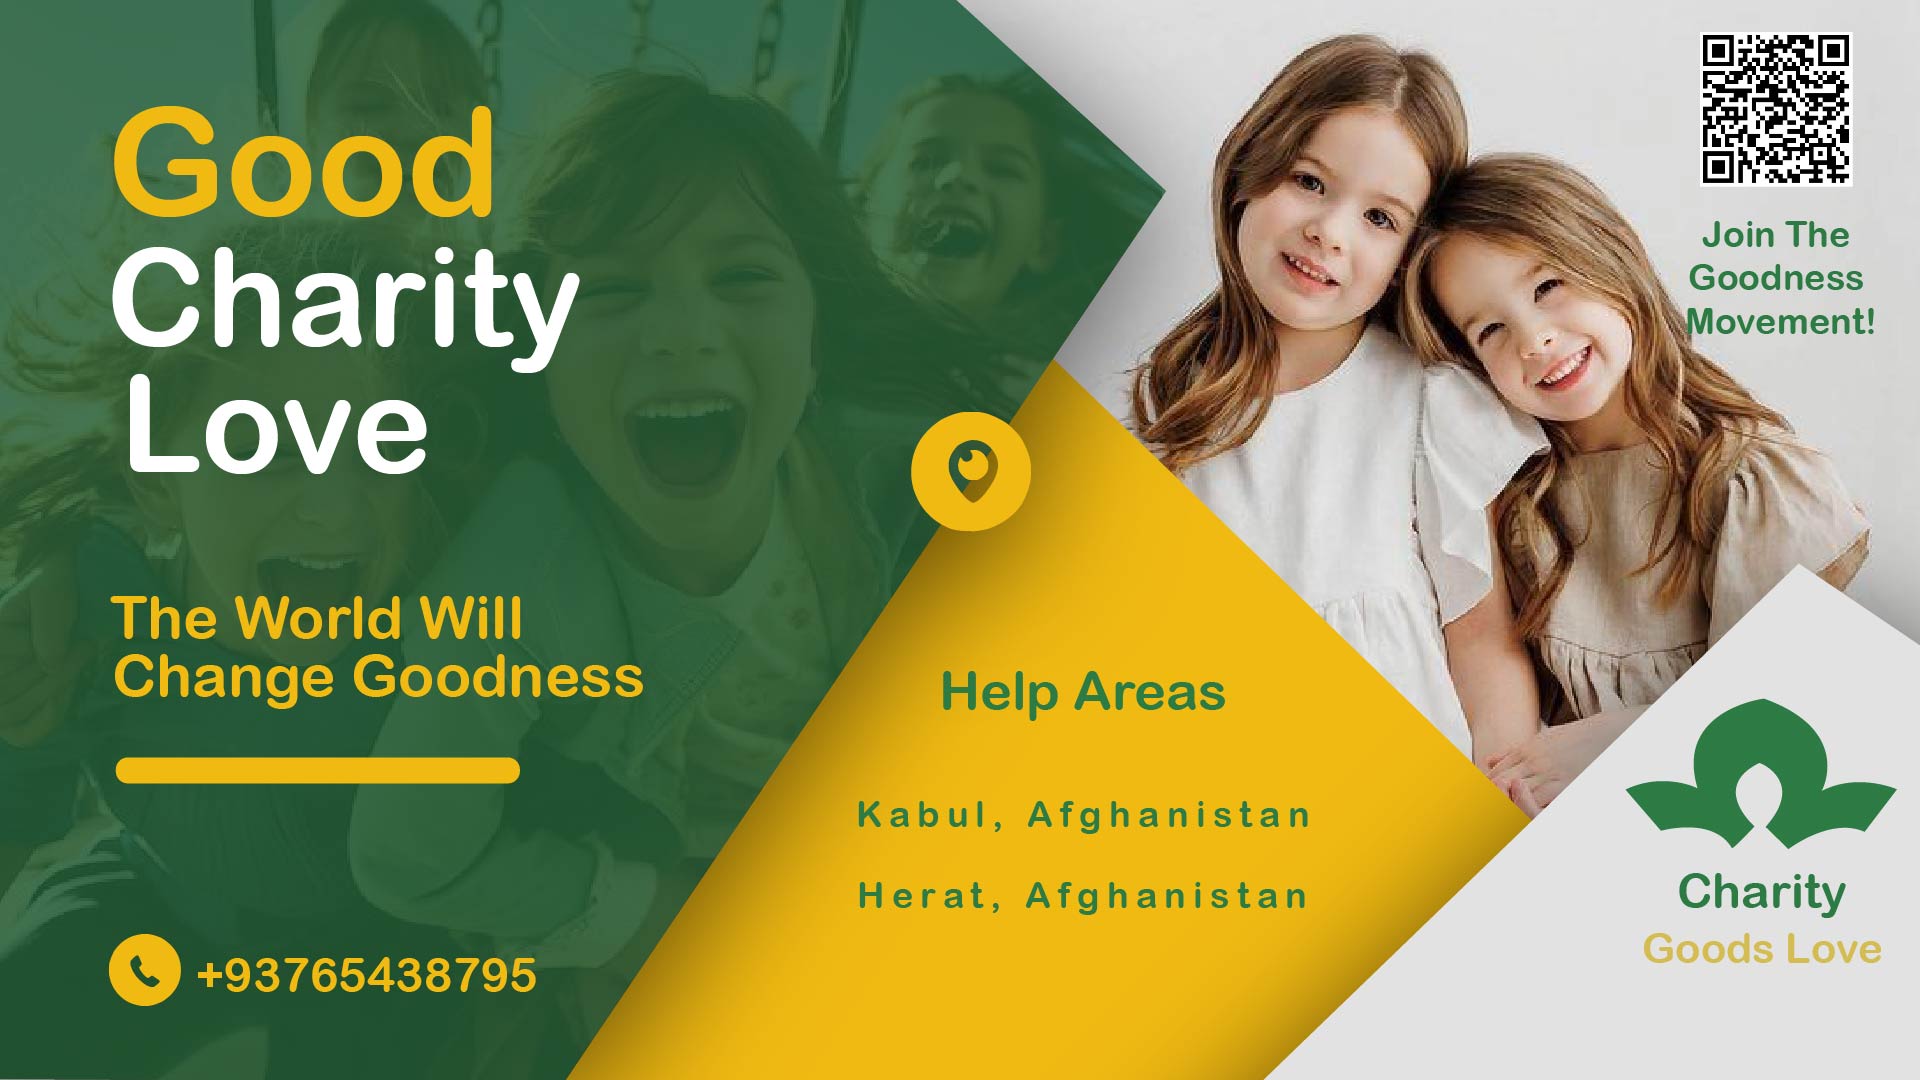 Good
Charity
Love
The World Will
Change Goodness
+93765438795
Help Areas
Kabul, Afghanistan
Herat, Afghanistan
Join The
Goodness
Movement!
Charity
Goods Love